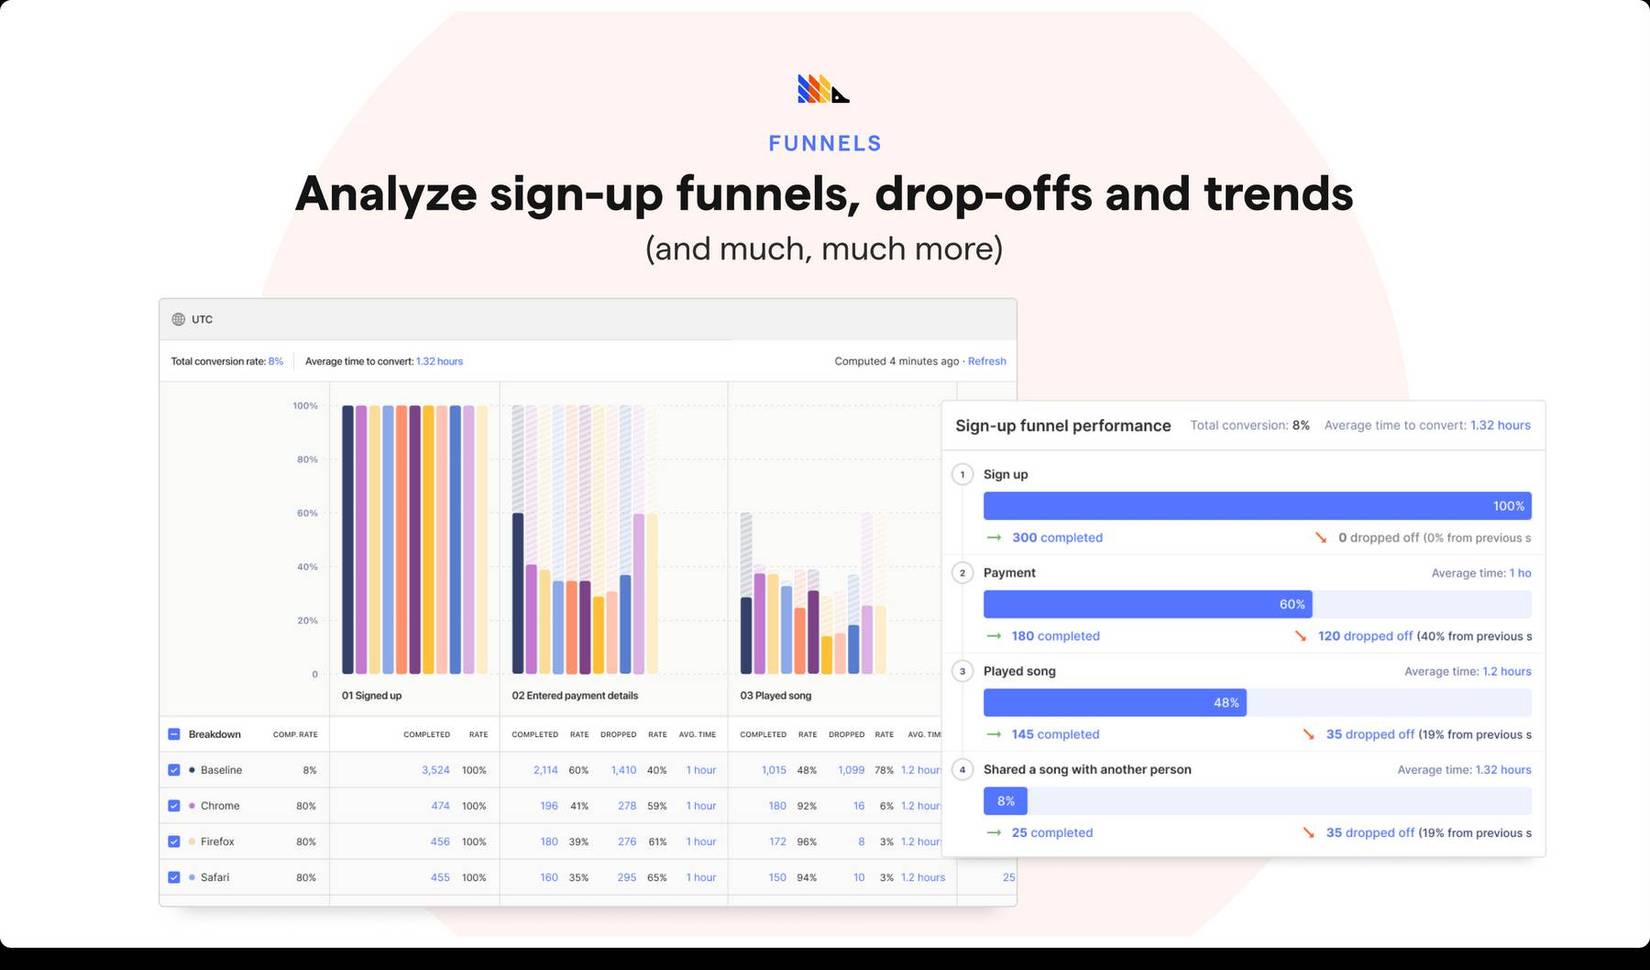 FUNNELS
Analyze sign-up funnels, drop-offs and trends
(and much, much more)
UTC
Total conversion rate: 8% Average time to convert: 1.32 hours Computed 4 minutes ago · Refresh
100%
80%
60%
40%
20%
0
01 Signed up 02 Entered payment details 03 Played song
Breakdown COMP. RATE COMPLETED RATE COMPLETED RATE DROPPED RATE AVG. TIME COMPLETED RATE DROPPED RATE AVG. TIM
Baseline 8% 3,524 100% 2,114 60% 1,410 40% 1 hour 1,015 48% 1,099 78% 1.2 hours
Chrome 80% 474 100% 196 41% 278 59% 1 hour 180 92% 16 6% 1.2 hours
Firefox 80% 456 100% 180 39% 276 61% 1 hour 172 96% 8 3% 1.2 hours
Safari 80% 455 100% 160 35% 295 65% 1 hour 150 94% 10 3% 1.2 hours 25
Sign-up funnel performance Total conversion: 8% Average time to convert: 1.32 hours
1 Sign up
100%
300 completed 0 dropped off (0% from previous s
2 Payment Average time: 1 ho
60%
180 completed 120 dropped off (40% from previous s
3 Played song Average time: 1.2 hours
48%
145 completed 35 dropped off (19% from previous s
4 Shared a song with another person Average time: 1.32 hours
8%
25 completed 35 dropped off (19% from previous s